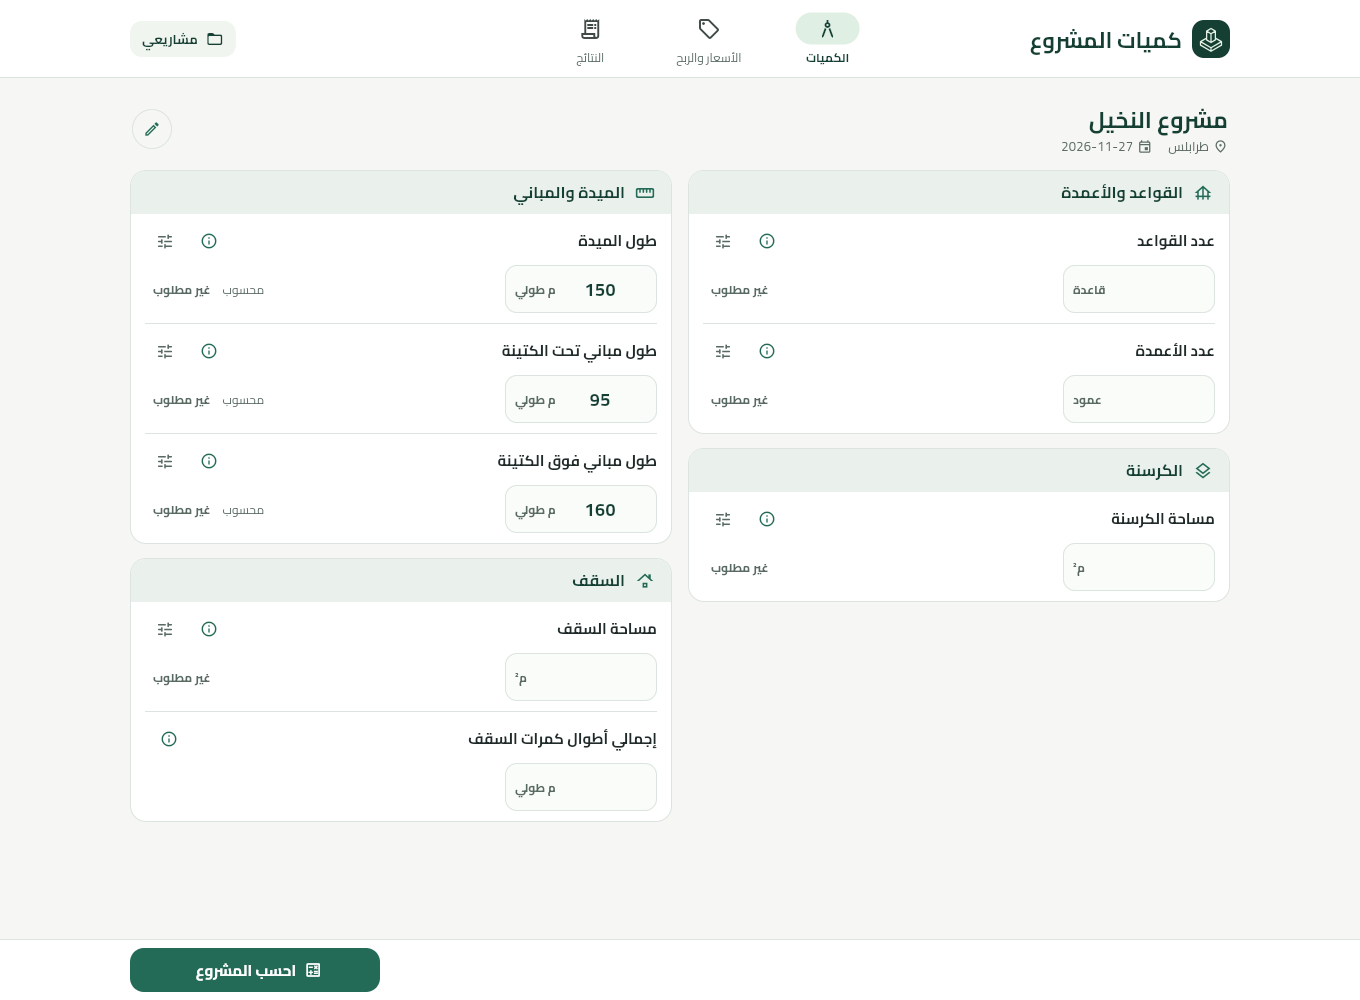 كميات المشروع
الكميات
الأسعار والربح
النتائج
مشاريعي
مشروع النخيل
طرابلس 2026-11-27
القواعد والأعمدة
عدد القواعد
قاعدة
غير مطلوب
عدد الأعمدة
عمود
غير مطلوب
الكرسنة
مساحة الكرسنة
م²
غير مطلوب
الميدة والمباني
طول الميدة
150 م طولي
محسوب غير مطلوب
طول مباني تحت الكتينة
95 م طولي
محسوب غير مطلوب
طول مباني فوق الكتينة
160 م طولي
محسوب غير مطلوب
السقف
مساحة السقف
م²
غير مطلوب
إجمالي أطوال كمرات السقف
م طولي
احسب المشروع